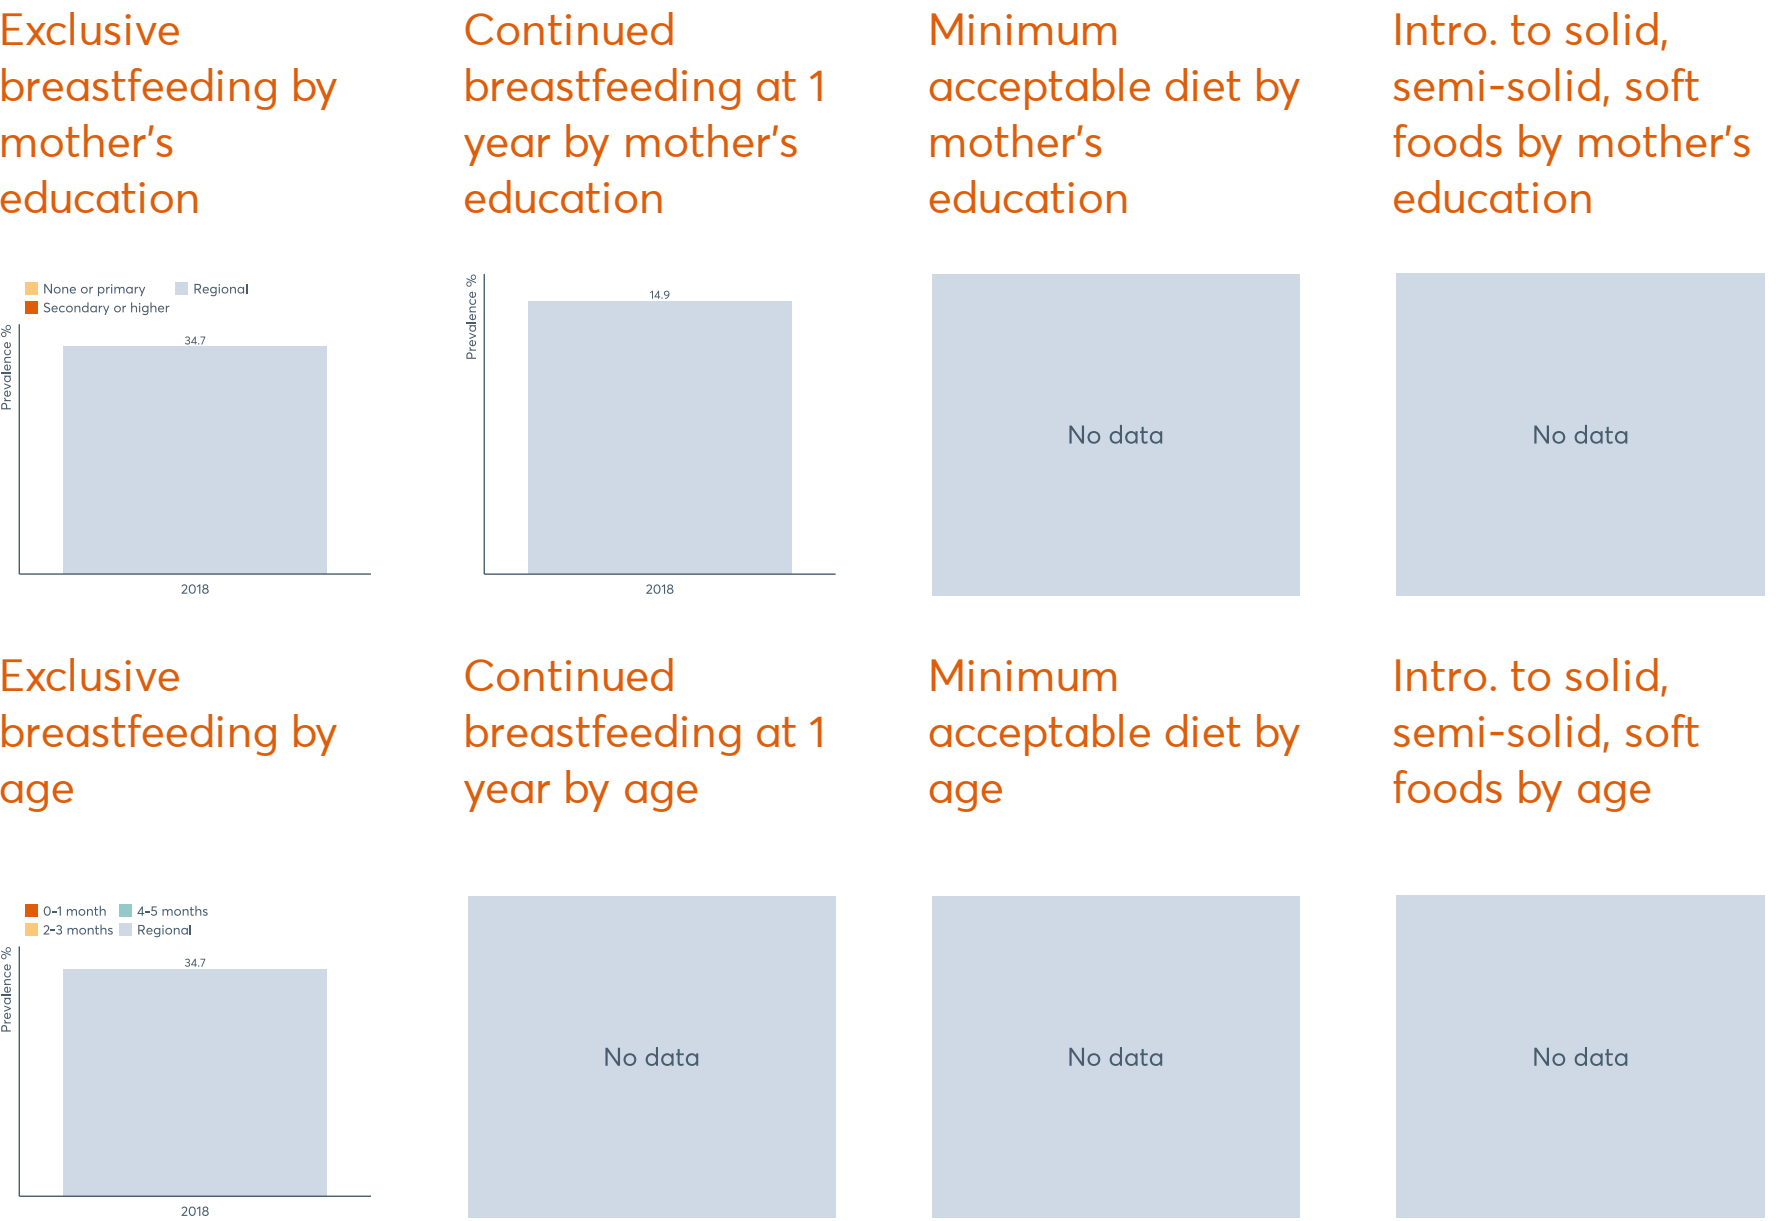 Exclusive
breastfeeding by
mother's
education
Continued
breastfeeding at 1
year by mother's
education
Minimum
acceptable diet by
mother's
education
Intro. to solid,
semi-solid, soft
foods by mother's
education
None or primary
Regional
Secondary or higher
Prevalence %
34.7
2018
Prevalence %
14.9
2018
No data
No data
Exclusive
breastfeeding by
age
Continued
breastfeeding at 1
year by age
Minimum
acceptable diet by
age
Intro. to solid,
semi-solid, soft
foods by age
0-1 month
4-5 months
2-3 months
Regional
Prevalence %
34.7
2018
No data
No data
No data